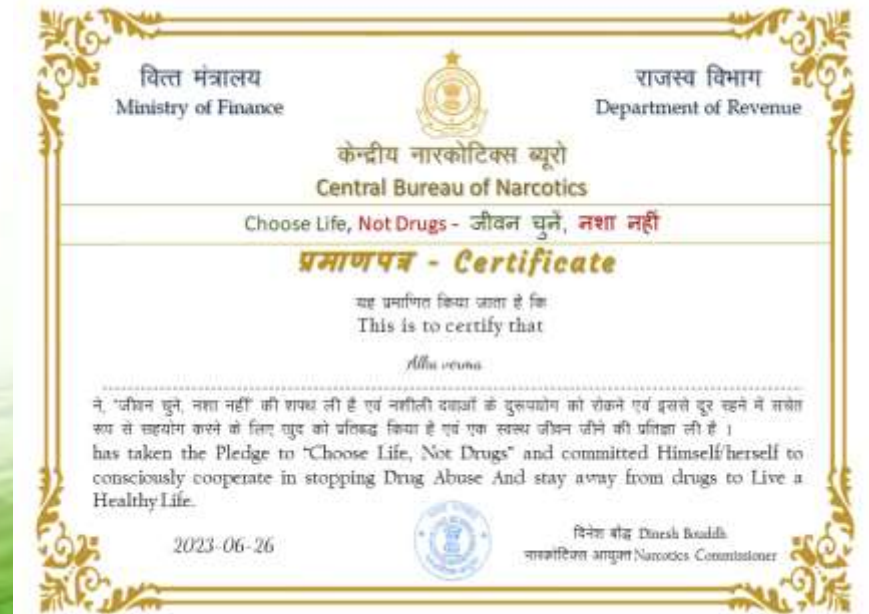 वित्त मंत्रालय
Ministry of Finance
राजस्व विभाग
Department of Revenue
केन्द्रीय नारकोटिक्स ब्यूरो
Central Bureau of Narcotics
Choose Life, Not Drugs - जीवन चुनें, नशा नहीं
प्रमाणपत्र - Certificate
यह प्रमाणित किया जाता है कि
This is to certify that
verma
ने, "जीवन चुने, नशा नहीं" की शपथ ली है एवं नशीली दवाओं के दुरूपयोग को रोकने एवं इससे दूर रहने में सचेत
रूप से सहयोग करने के लिए खुद को प्रतिबद्ध किया है एवं एक स्वस्थ जीवन जीने की प्रतिज्ञा ली है ।
has taken the Pledge to "Choose Life, Not Drugs" and committed Himself/herself to
consciously cooperate in stopping Drug Abuse And stay away from drugs to Live a
Healthy Life.
2023-06-26
दिनेश बौद्ध Dinesh Bouddh
नारकोटिक्स आयुक्त Narcotics Commissioner